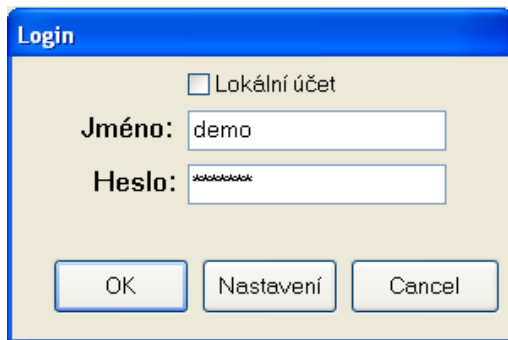 Login
Lokální účet
Jméno: demo
Heslo: ********
OK Nastavení Cancel